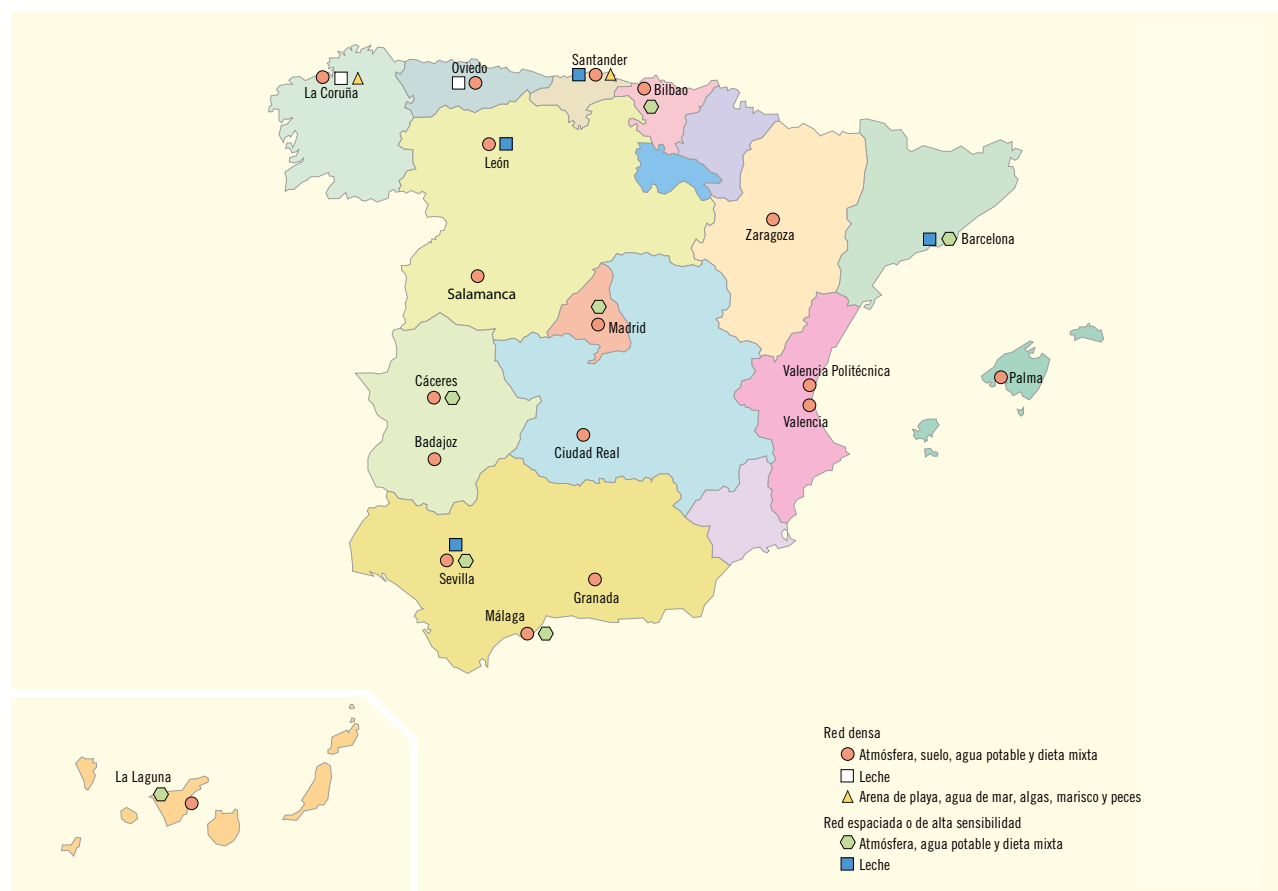 Santander
Oviedo
La Coruña
Bilbao
León
Zaragoza
Barcelona
Salamanca
Madrid
Valencia Politécnica
Palma
Cáceres
Valencia
Badajoz
Ciudad Real
Sevilla
Granada
Málaga
La Laguna
Red densa
Atmósfera, suelo, agua potable y dieta mixta
Leche
Arena de playa, agua de mar, algas, marisco y peces
Red espaciada o de alta sensibilidad
Atmósfera, agua potable y dieta mixta
Leche